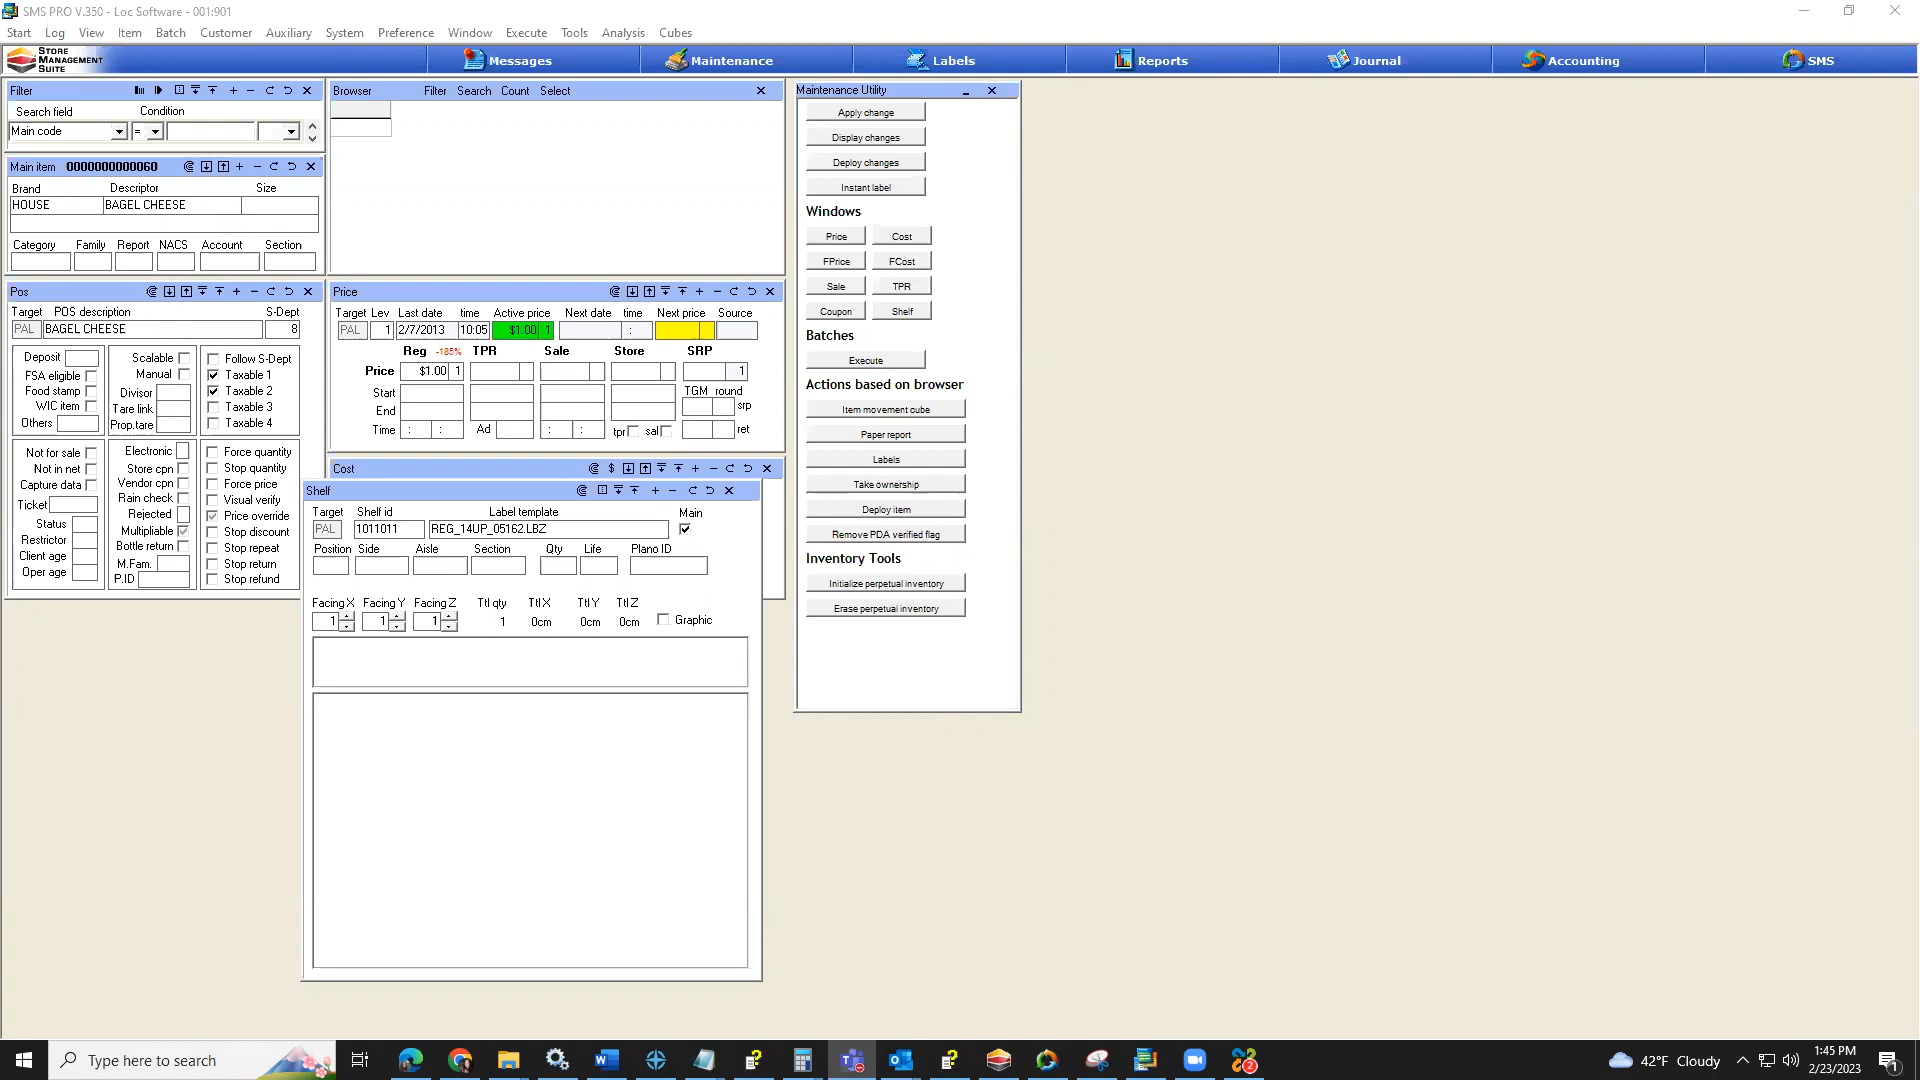 SMS PRO V.350 - Loc Software - 001:901
Start Log View Item Batch Customer Auxiliary System Preference Window Execute Tools Analysis Cubes
STORE MANAGEMENT SUITE
Messages Maintenance Labels Reports Journal Accounting SMS
Filter
Search field Condition
Main code =
Browser Filter Search Count Select
Main item 0000000000060
Brand Descriptor Size
HOUSE BAGEL CHEESE
Category Family Report NACS Account Section
Pos
Target POS description S-Dept
PAL BAGEL CHEESE 8
Deposit
FSA eligible
Food stamp
WIC item
Others
Scalable
Manual
Divisor
Tare link
Prop.tare
Follow S-Dept
Taxable 1
Taxable 2
Taxable 3
Taxable 4
Not for sale
Not in net
Capture data
Ticket
Status
Restrictor
Client age
Oper age
Electronic
Store cpn
Vendor cpn
Rain check
Rejected
Multipliable
Bottle return
M.Fam.
P.ID
Force quantity
Stop quantity
Force price
Visual verify
Price override
Stop discount
Stop repeat
Stop return
Stop refund
Price
Target Lev Last date time Active price Next date time Next price Source
PAL 1 2/7/2013 10:05 $1.00 1 :
Reg -185% TPR Sale Store SRP
Price $1.00 1 1
Start TGM round
End srp
Time : : Ad : : tpr sal ret
Cost $
Shelf
Target Shelf id Label template Main
PAL 1011011 REG_14UP_05162.LBZ
Position Side Aisle Section Qty Life Plano ID
Facing X Facing Y Facing Z Ttl qty Ttl X Ttl Y Ttl Z
1 1 1 1 0cm 0cm 0cm Graphic
Maintenance Utility
Apply change
Display changes
Deploy changes
Instant label
Windows
Price Cost
FPrice FCost
Sale TPR
Coupon Shelf
Batches
Execute
Actions based on browser
Item movement cube
Paper report
Labels
Take ownership
Deploy item
Remove PDA verified flag
Inventory Tools
Initialize perpetual inventory
Erase perpetual inventory
Type here to search
2
42°F Cloudy
1:45 PM
2/23/2023
1